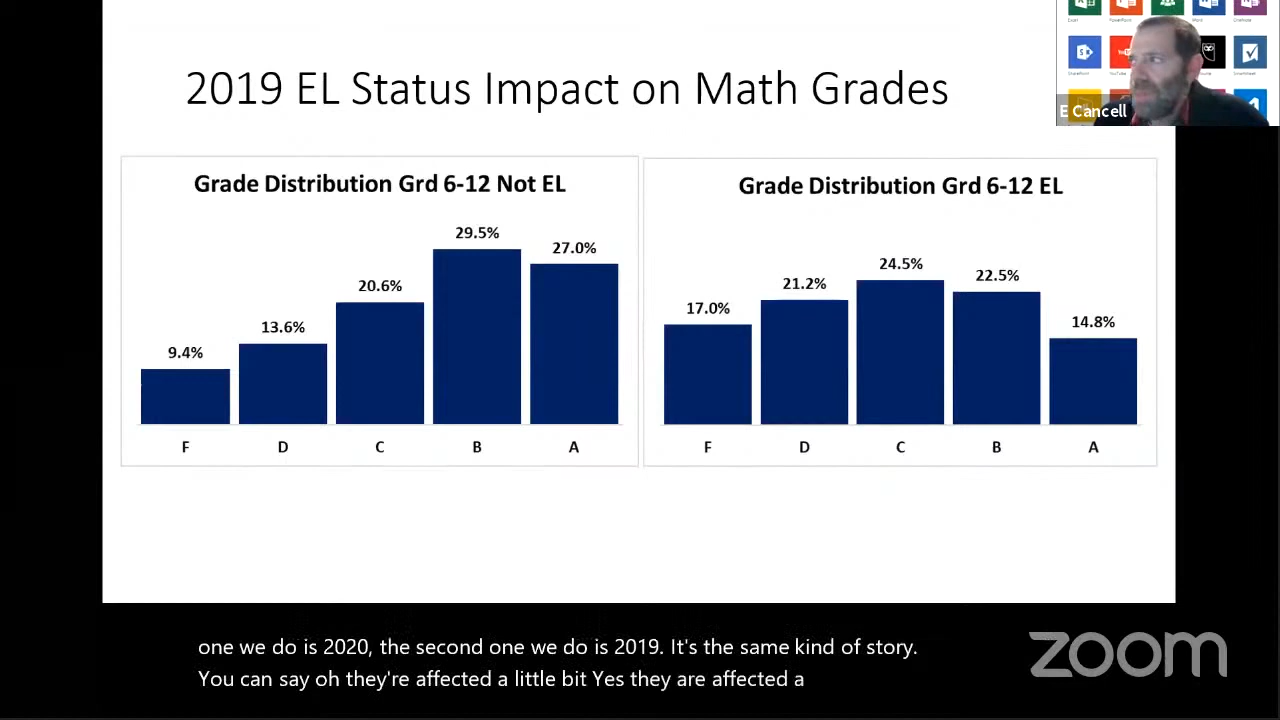 2019 EL Status Impact on Math Grades
E Cancell
Grade Distribution Grd 6-12 Not EL
9.4%
13.6%
20.6%
29.5%
27.0%
F D C B A
Grade Distribution Grd 6-12 EL
17.0%
21.2%
24.5%
22.5%
14.8%
F D C B A
one we do is 2020, the second one we do is 2019. It's the same kind of story.
You can say oh they're affected a little bit Yes they are affected a
zoom